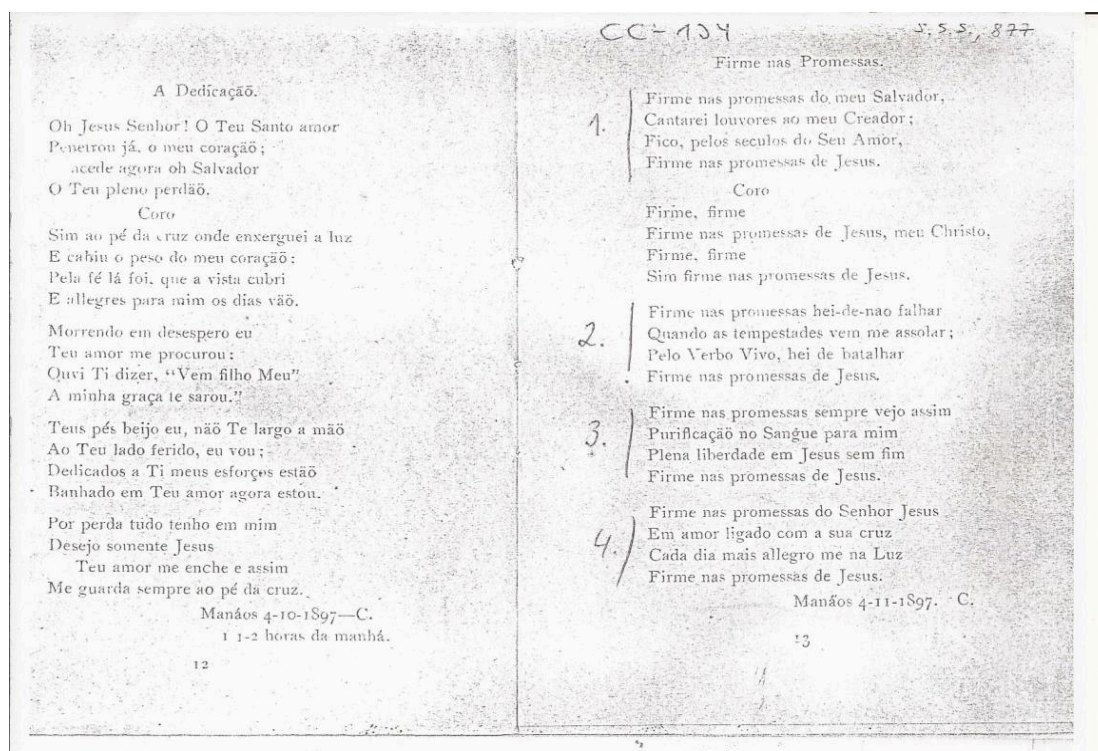 A Dedicaçãõ.
Oh Jesus Senhor! O Teu Santo amor
Penetrou já, o meu coraçãõ;
acede agora oh Salvador
O Teu pleno perdãõ.
Coro
Sim ao pé da cruz onde enxerguei a luz
E cahiu o peso do meu coraçãõ:
Pela fé lá foi, que a vista cubri
E allegres para mim os dias vãõ.
Morrendo em desespero eu
Teu amor me procurou:
Quvi Ti dizer, “Vem filho Meu”
A minha graça te sarou.”
Teus pés beijo eu, nãõ Te largo a mãõ
Ao Teu lado ferido, eu vou;
Dedicados a Ti meus esforços estãõ
Banhado em Teu amor agora estou.
Por perda tudo tenho em mim
Desejo somente Jesus
Teu amor me enche e assim
Me guarda sempre ao pé da cruz.
Manáos 4-10-1897—C.
1 1-2 horas da manhá.
12
CC-134
S.S.S., 877
Firme nas Promessas.
1.
Firme nas promessas do meu Salvador,
Cantarei louvores ao meu Creador;
Fico, pelos seculos do Seu Amor,
Firme nas promessas de Jesus.
Coro
Firme, firme
Firme nas promessas de Jesus, meu Christo,
Firme, firme
Sim firme nas promessas de Jesus.
2.
Firme nas promessas hei-de-nao falhar
Quando as tempestades vem me assolar;
Pelo Verbo Vivo, hei de batalhar
Firme nas promessas de Jesus.
3.
Firme nas promessas sempre vejo assim
Purificaçãõ no Sangue para mim
Plena liberdade em Jesus sem fim
Firme nas promessas de Jesus.
4.
Firme nas promessas do Senhor Jesus
Em amor ligado com a sua cruz
Cada dia mais allegro me na Luz
Firme nas promessas de Jesus.
Manáos 4-11-1897. C.
13